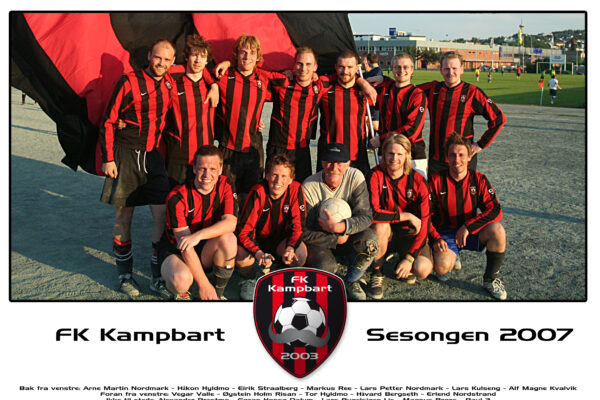 FK
Kampbart
2003
FK Kampbart
Sesongen 2007
Bak fra venstre: Arne Martin Nordmark - Håkon Hyldmo - Eirik Straalberg - Markus Ree - Lars Petter Nordmark - Lars Kulseng - Alf Magne Kvalvik
Foran fra venstre: Vegar Valle - Øystein Holm Risan - Tor Hyldmo - Håvard Bergseth - Erlend Nordstrand